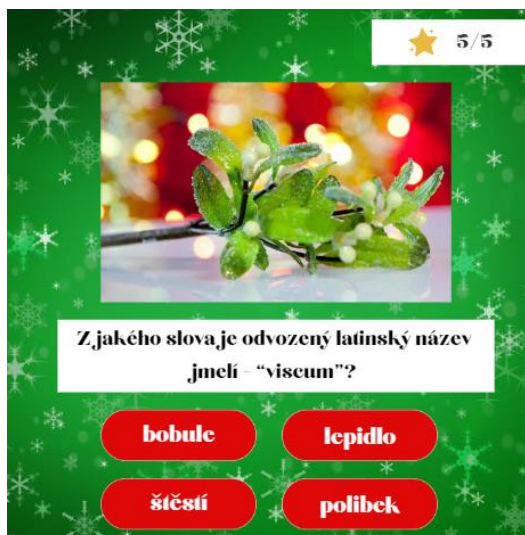 5/5
Z jakého slova je odvozený latinský název
jmelí - “viscum”?
bobule
lepidlo
štěstí
polibek